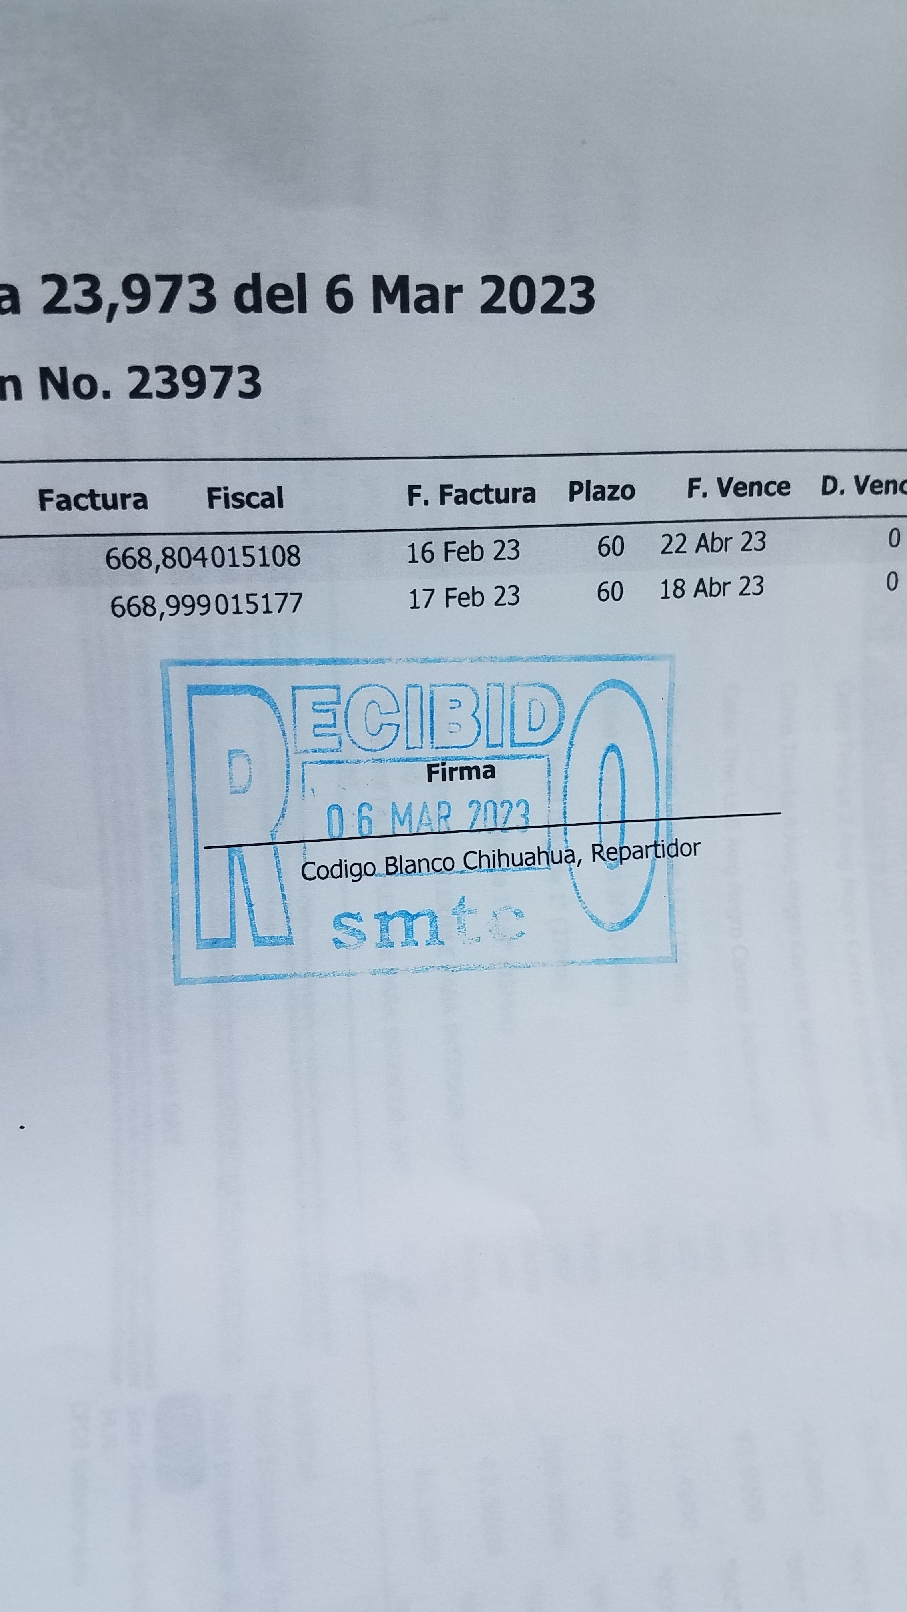 a 23,973 del 6 Mar 2023
n No. 23973
Factura Fiscal F. Factura Plazo F. Vence D. Venc
668,804015108 16 Feb 23 60 22 Abr 23 0
668,999015177 17 Feb 23 60 18 Abr 23 0
RECIBIDO
Firma
06 MAR 2023
Codigo Blanco Chihuahua, Repartidor
smtc